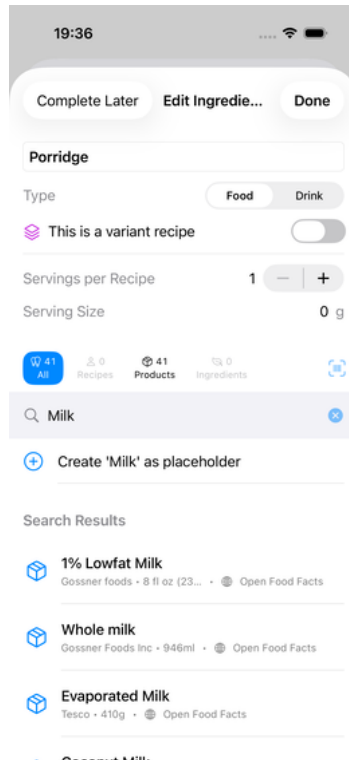 19:36
Complete Later Edit Ingredie... Done
Porridge
Type Food Drink
This is a variant recipe
Servings per Recipe 1 − +
Serving Size 0 g
41 0 41 0
All Recipes Products Ingredients
Milk
Create 'Milk' as placeholder
Search Results
1% Lowfat Milk
Gossner foods • 8 fl oz (23... • Open Food Facts
Whole milk
Gossner Foods Inc • 946ml • Open Food Facts
Evaporated Milk
Tesco • 410g • Open Food Facts
Coconut Milk